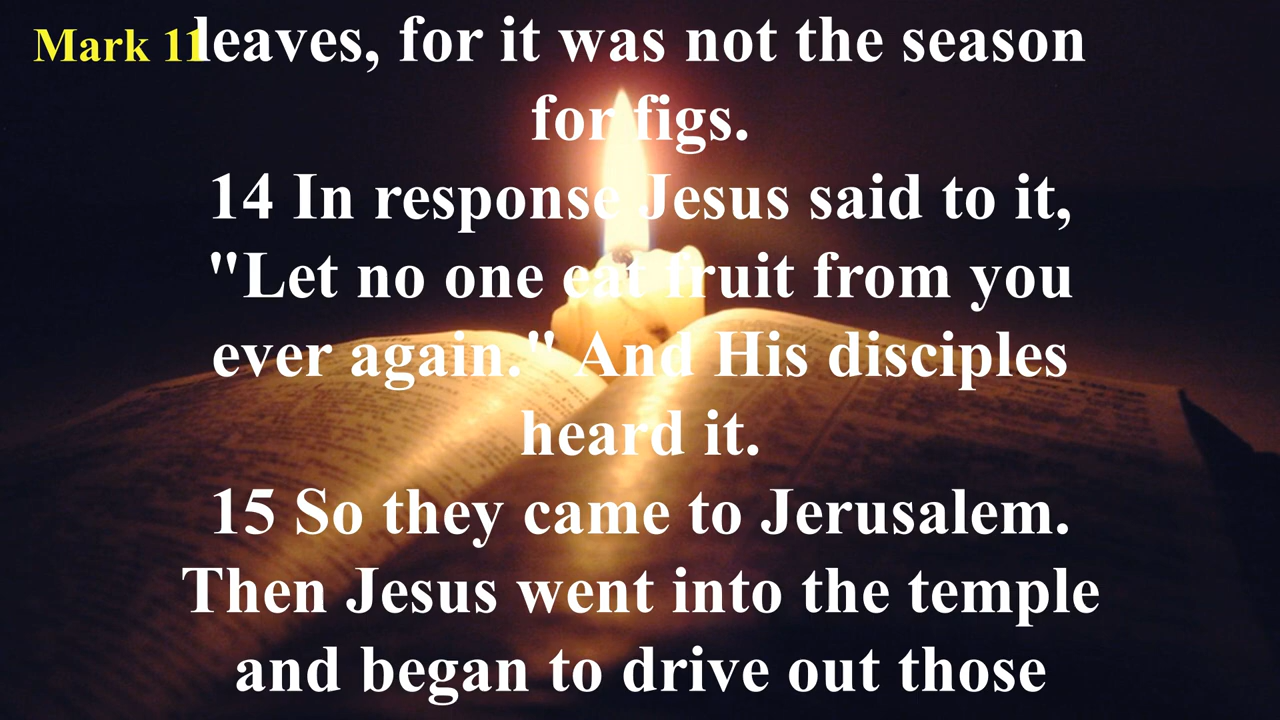 Mark 11
leaves, for it was not the season
for figs.
14 In response Jesus said to it,
"Let no one eat fruit from you
ever again." And His disciples
heard it.
15 So they came to Jerusalem.
Then Jesus went into the temple
and began to drive out those